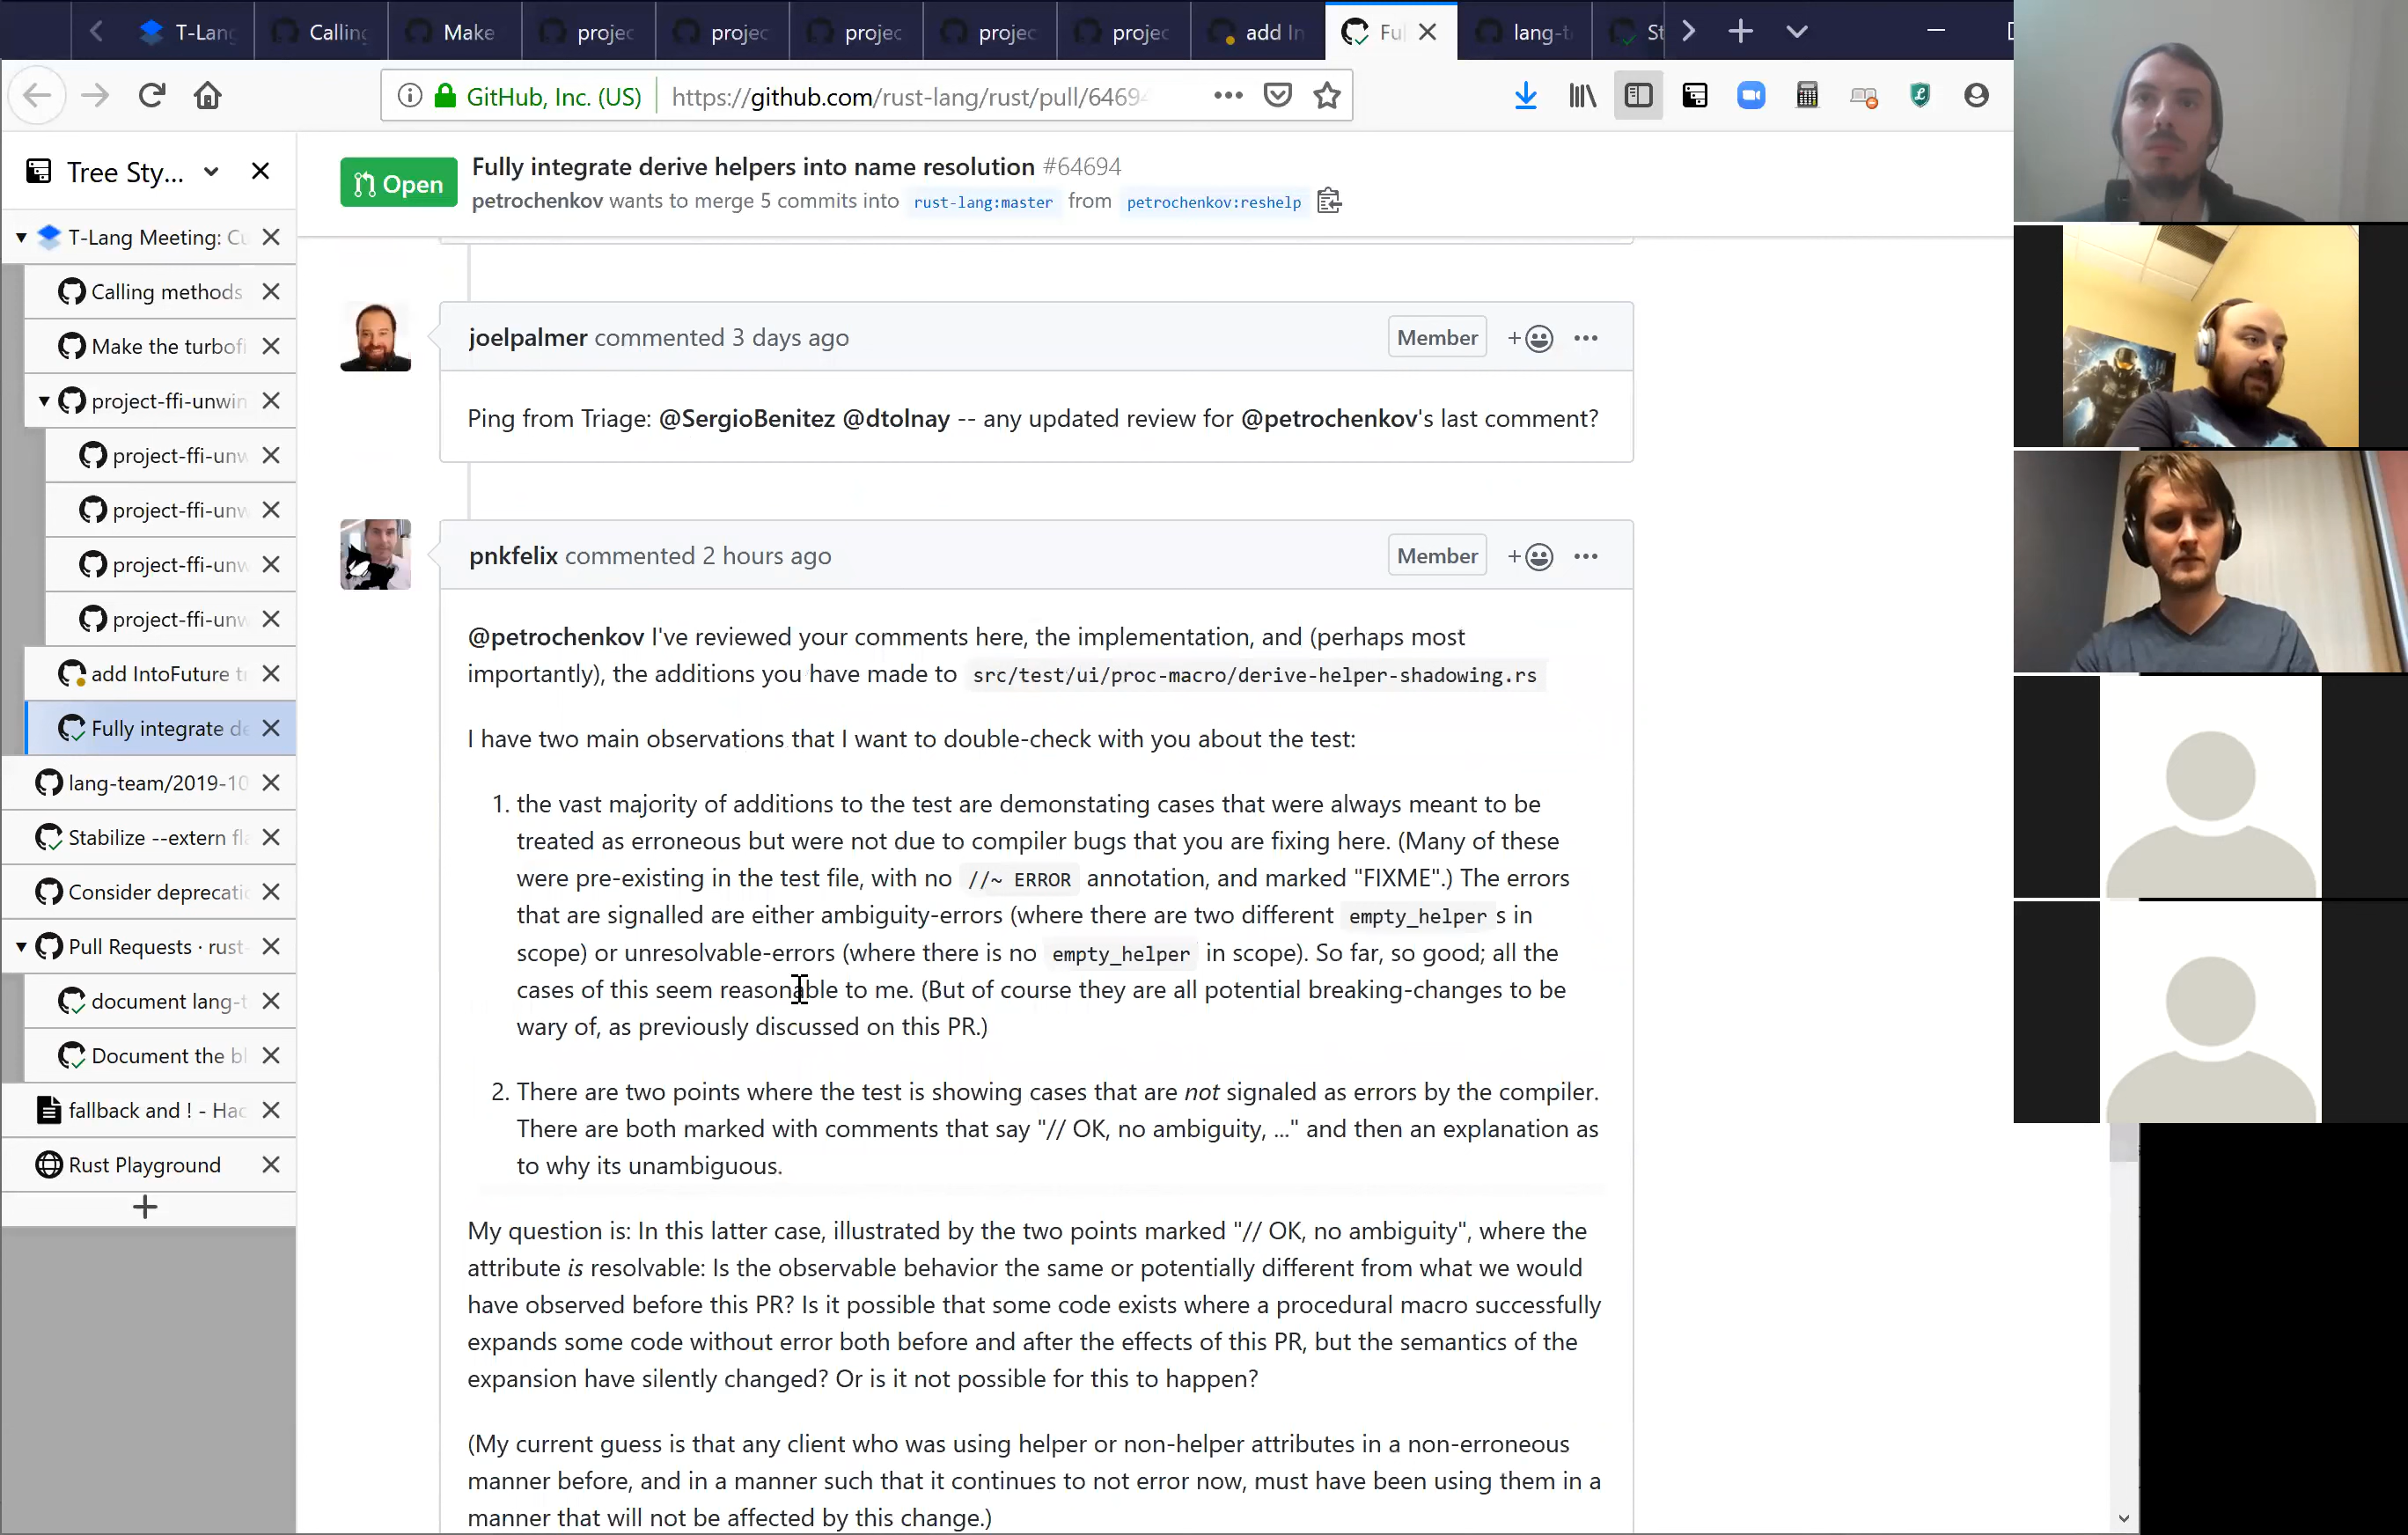 T-Lan
Calling
Make
projec
projec
projec
projec
projec
add In
Fu
lang-t
St
GitHub, Inc. (US)
https://github.com/rust-lang/rust/pull/64694
Tree Sty...
T-Lang Meeting: Cu
Calling methods
Make the turbofi
project-ffi-unwin
project-ffi-unw
project-ffi-unw
project-ffi-unw
project-ffi-unw
add IntoFuture t
Fully integrate de
lang-team/2019-10
Stabilize --extern fla
Consider deprecatio
Pull Requests · rust-
document lang-t
Document the bl
fallback and ! - Hac
Rust Playground
Open
Fully integrate derive helpers into name resolution #64694
petrochenkov wants to merge 5 commits into rust-lang:master from petrochenkov:reshelp
joelpalmer commented 3 days ago
Member
Ping from Triage: @SergioBenitez @dtolnay -- any updated review for @petrochenkov's last comment?
pnkfelix commented 2 hours ago
Member
@petrochenkov I've reviewed your comments here, the implementation, and (perhaps most
importantly), the additions you have made to src/test/ui/proc-macro/derive-helper-shadowing.rs
I have two main observations that I want to double-check with you about the test:
1. the vast majority of additions to the test are demonstating cases that were always meant to be
treated as erroneous but were not due to compiler bugs that you are fixing here. (Many of these
were pre-existing in the test file, with no //~ ERROR annotation, and marked "FIXME".) The errors
that are signalled are either ambiguity-errors (where there are two different empty_helper s in
scope) or unresolvable-errors (where there is no empty_helper in scope). So far, so good; all the
cases of this seem reasonable to me. (But of course they are all potential breaking-changes to be
wary of, as previously discussed on this PR.)
2. There are two points where the test is showing cases that are not signaled as errors by the compiler.
There are both marked with comments that say "// OK, no ambiguity, ..." and then an explanation as
to why its unambiguous.
My question is: In this latter case, illustrated by the two points marked "// OK, no ambiguity", where the
attribute is resolvable: Is the observable behavior the same or potentially different from what we would
have observed before this PR? Is it possible that some code exists where a procedural macro successfully
expands some code without error both before and after the effects of this PR, but the semantics of the
expansion have silently changed? Or is it not possible for this to happen?
(My current guess is that any client who was using helper or non-helper attributes in a non-erroneous
manner before, and in a manner such that it continues to not error now, must have been using them in a
manner that will not be affected by this change.)